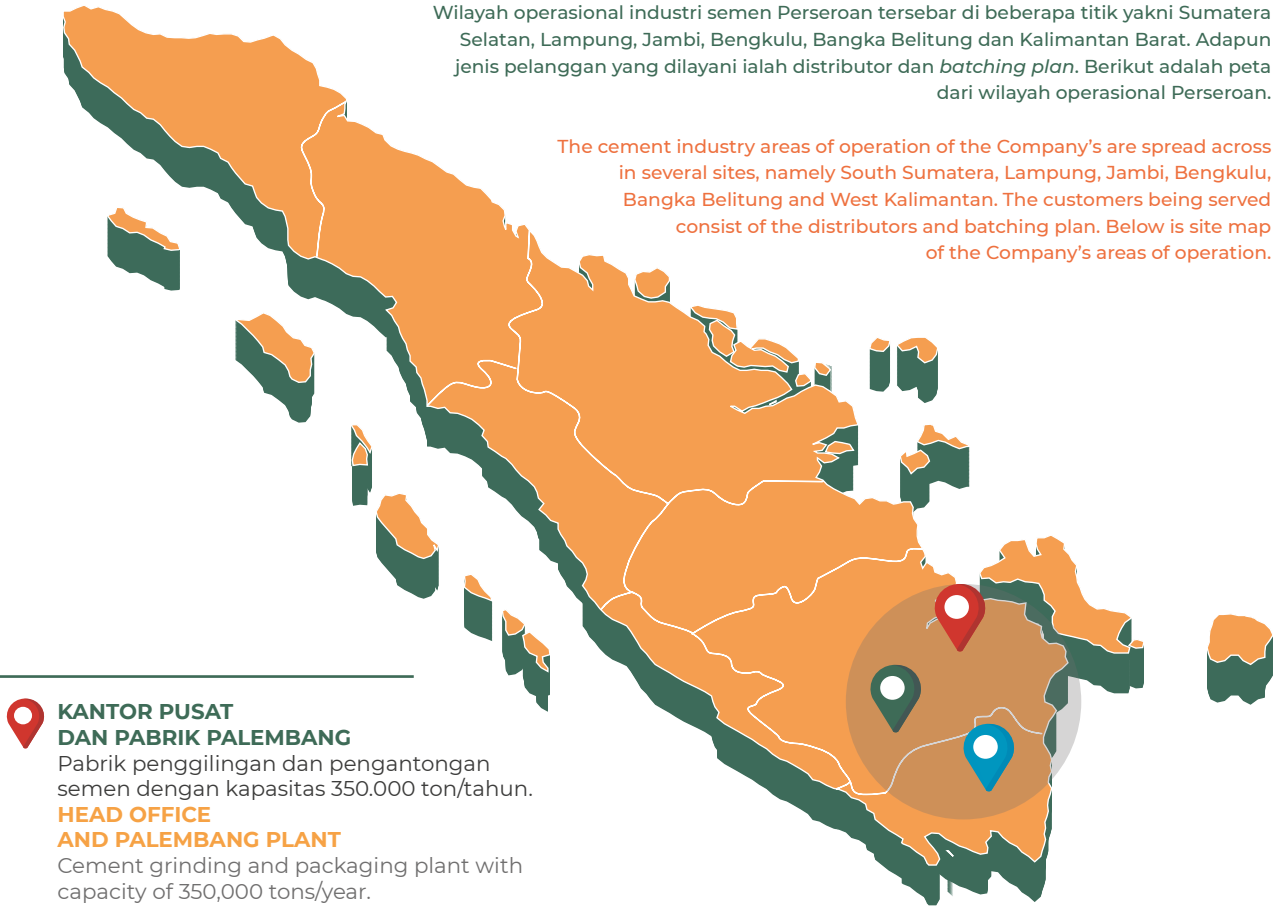 Wilayah operasional industri semen Perseroan tersebar di beberapa titik yakni Sumatera
Selatan, Lampung, Jambi, Bengkulu, Bangka Belitung dan Kalimantan Barat. Adapun
jenis pelanggan yang dilayani ialah distributor dan batching plan. Berikut adalah peta
dari wilayah operasional Perseroan.
The cement industry areas of operation of the Company's are spread across
in several sites, namely South Sumatera, Lampung, Jambi, Bengkulu,
Bangka Belitung and West Kalimantan. The customers being served
consist of the distributors and batching plan. Below is site map
of the Company's areas of operation.
KANTOR PUSAT
DAN PABRIK PALEMBANG
Pabrik penggilingan dan pengantongan
semen dengan kapasitas 350.000 ton/tahun.
HEAD OFFICE
AND PALEMBANG PLANT
Cement grinding and packaging plant with
capacity of 350,000 tons/year.